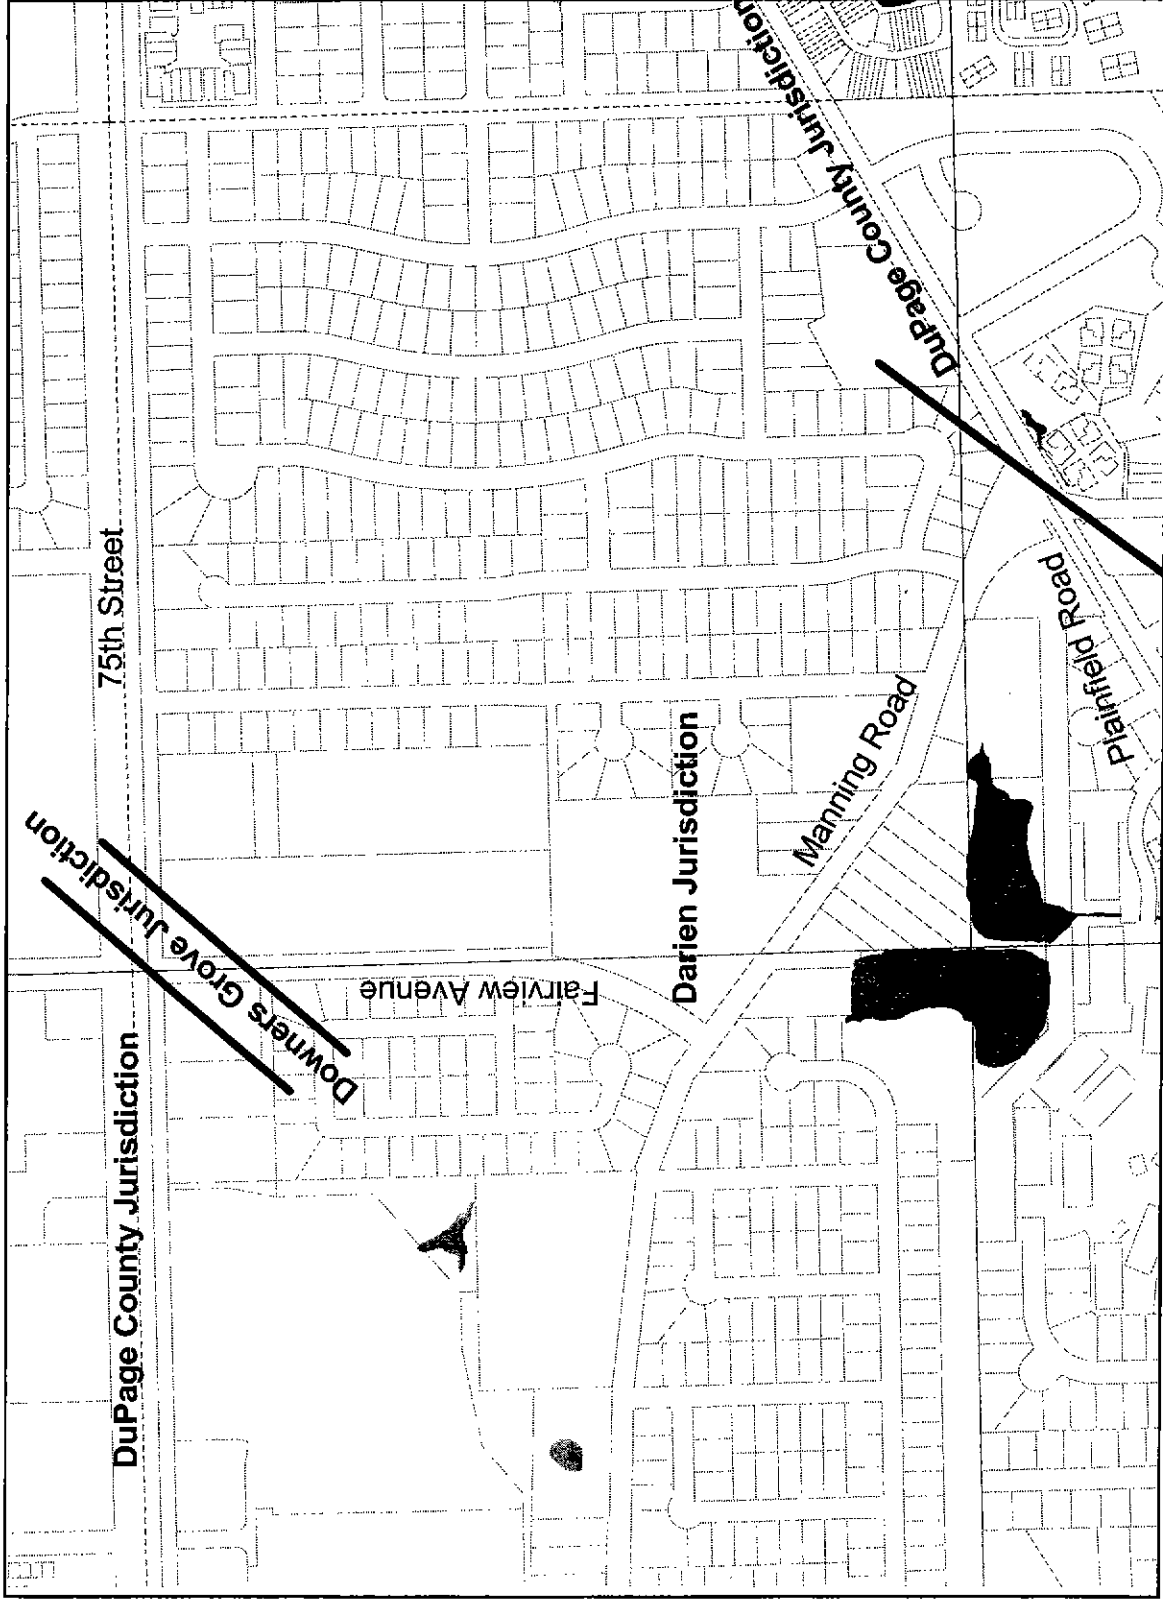 75th Street
DuPage County Jurisdiction
Downers Grove Jurisdiction
Fairview Avenue
Darien Jurisdiction
Manning Road
DuPage County Jurisdiction
Plainfield Road